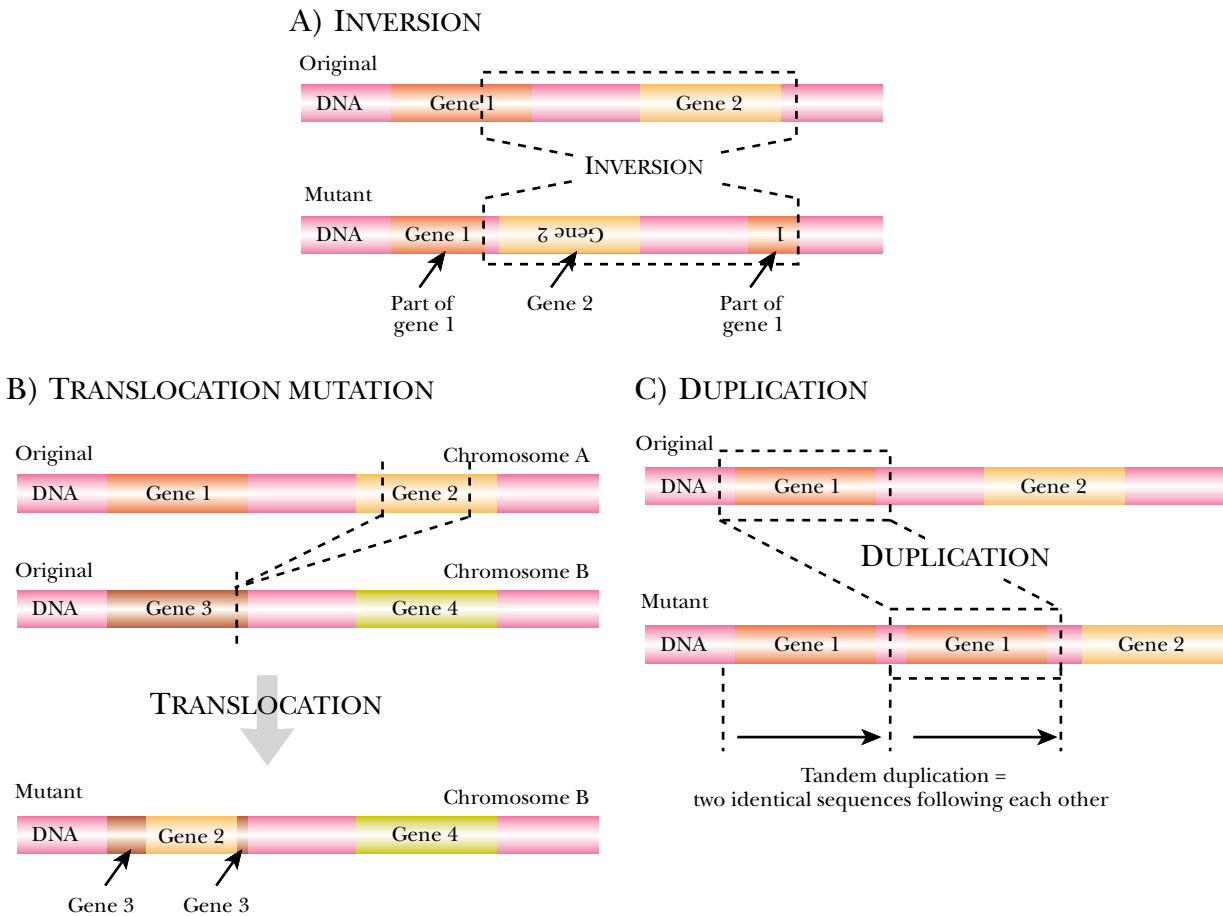 A) INVERSION
Original
DNA Gene 1 Gene 2
INVERSION
Mutant
DNA Gene 1 Gene 2 1
Part of gene 1
Gene 2
Part of gene 1
B) TRANSLOCATION MUTATION
Original Chromosome A
DNA Gene 1 Gene 2
Original Chromosome B
DNA Gene 3 Gene 4
TRANSLOCATION
Mutant Chromosome B
DNA Gene 2 Gene 4
Gene 3 Gene 3
C) DUPLICATION
Original
DNA Gene 1 Gene 2
DUPLICATION
Mutant
DNA Gene 1 Gene 1 Gene 2
Tandem duplication =
two identical sequences following each other